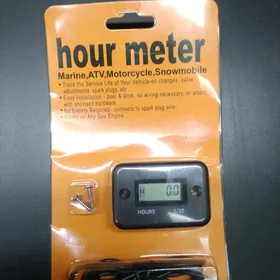 hour meter
Marine,ATV,Motorcycle,Snowmobile
• Track the Service Life of Your Vehicle-oil changes, valve
adjustments, spark plugs, etc..
• Easy Installation - peel & stick, no wiring necessary, or attach
with enclosed hardware.
• No Battery Required - connects to spark plug wire.
• Works on Any Gas Engine.
H 0.0
HOURS